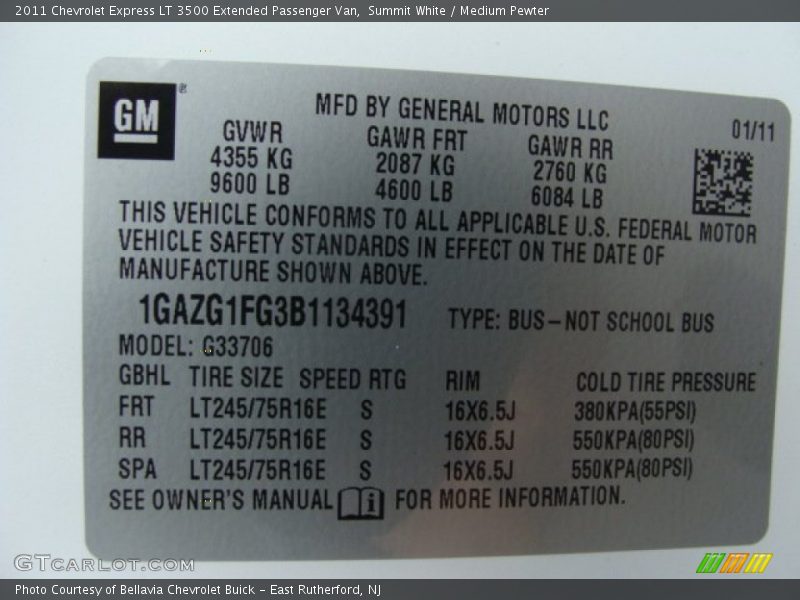 2011 Chevrolet Express LT 3500 Extended Passenger Van, Summit White / Medium Pewter
GM ®
MFD BY GENERAL MOTORS LLC
01/11
GVWR GAWR FRT GAWR RR
4355 KG 2087 KG 2760 KG
9600 LB 4600 LB 6084 LB
THIS VEHICLE CONFORMS TO ALL APPLICABLE U.S. FEDERAL MOTOR
VEHICLE SAFETY STANDARDS IN EFFECT ON THE DATE OF
MANUFACTURE SHOWN ABOVE.
1GAZG1FG3B1134391 TYPE: BUS–NOT SCHOOL BUS
MODEL: G33706
GBHL TIRE SIZE SPEED RTG RIM COLD TIRE PRESSURE
FRT LT245/75R16E S 16X6.5J 380KPA(55PSI)
RR LT245/75R16E S 16X6.5J 550KPA(80PSI)
SPA LT245/75R16E S 16X6.5J 550KPA(80PSI)
SEE OWNER'S MANUAL i FOR MORE INFORMATION.
GTCARLOT.COM
Photo Courtesy of Bellavia Chevrolet Buick - East Rutherford, NJ